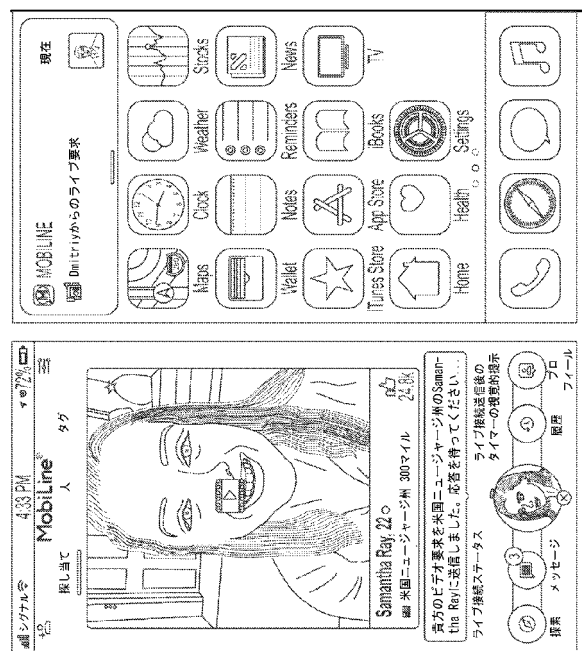 MOBILINE
現在
Dmitriyからのライブ要求
Maps
Clock
Weather
Stocks
Wallet
Notes
Reminders
News
iTunes Store
App Store
iBooks
TV
Home
Health
Settings
シグナル
4:33 PM
72%
MobiLine
探し当て
人
タグ
Samantha Ray, 22
米国ニュージャージ州 300マイル
24.8k
貴方のビデオ要求を米国ニュージャージ州のSaman-
tha Rayに送信しました。応答を待ってください...
ライブ接続ステータス
ライブ接続送信後の
タイマーの視覚的提示
3
探索
メッセージ
履歴
プロ
フィール